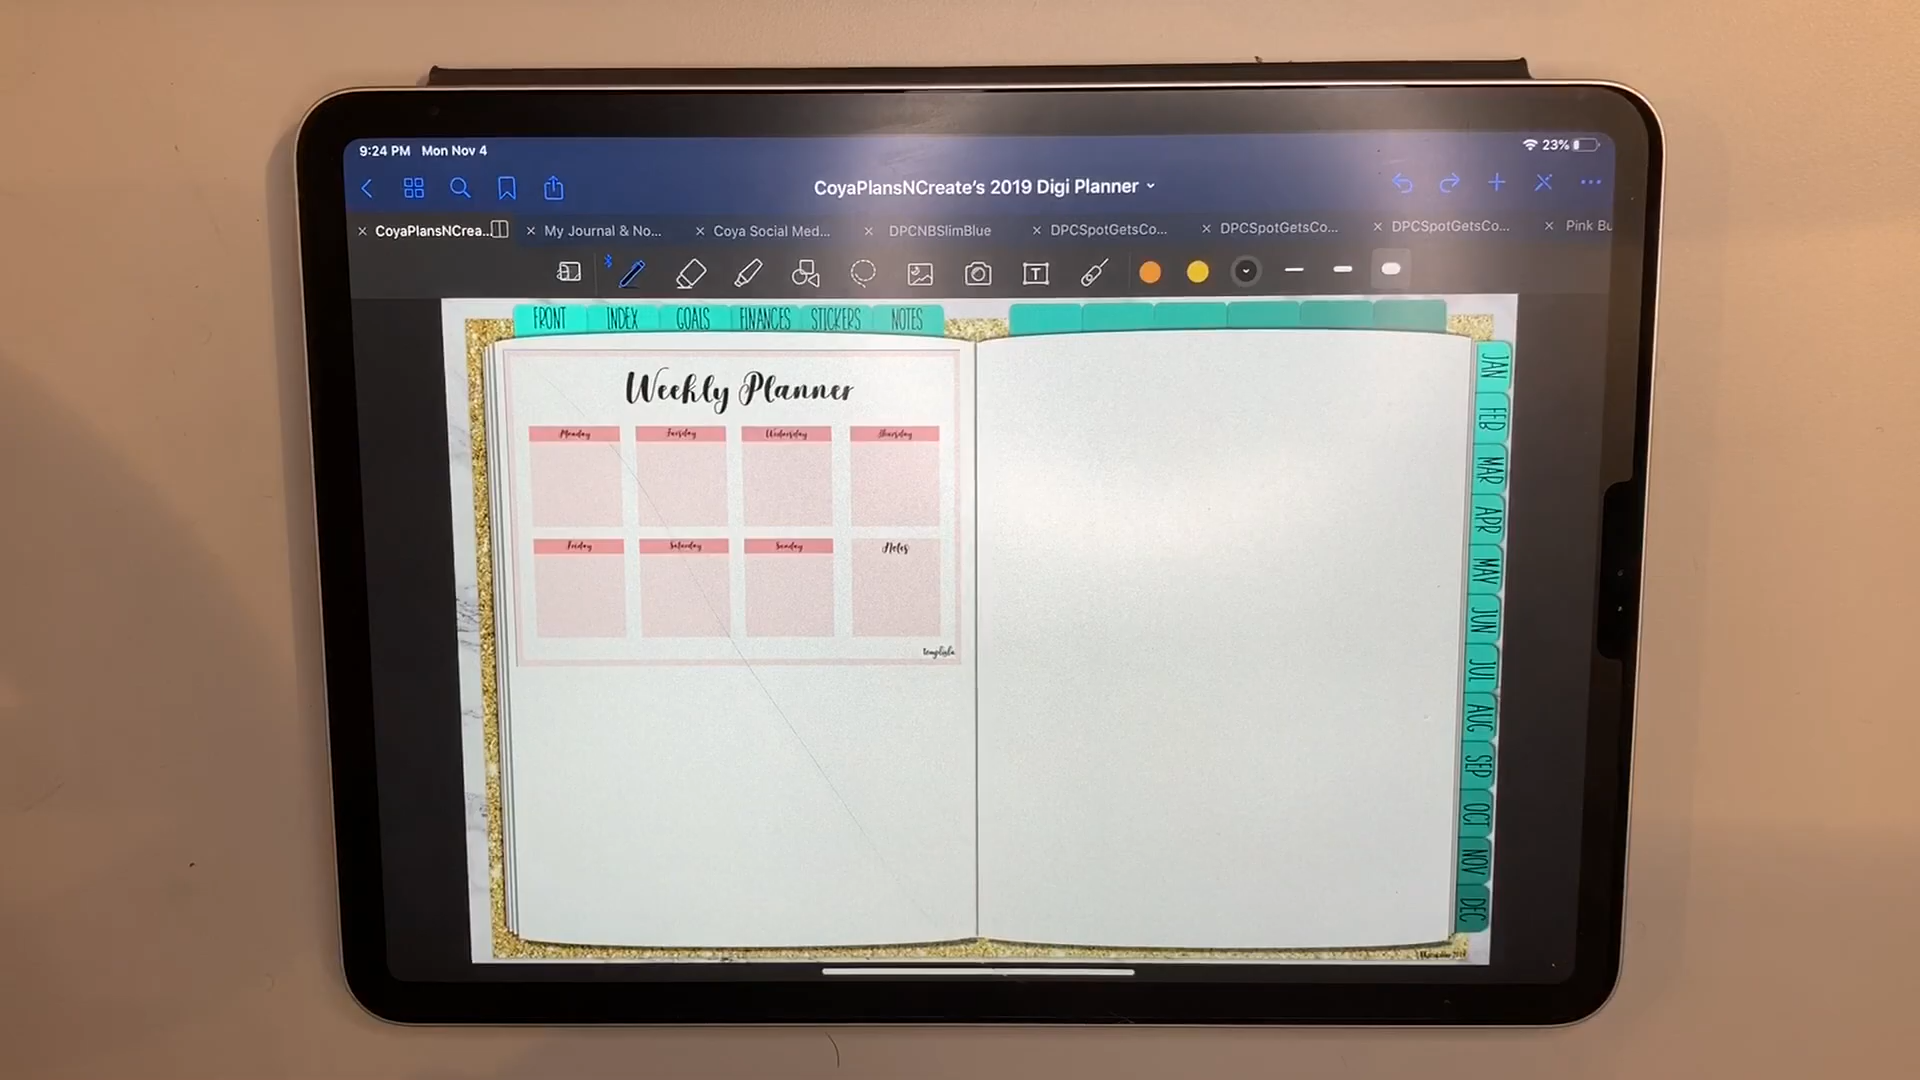 9:24 PM Mon Nov 4
23%
CoyaPlansNCreate's 2019 Digi Planner
CoyaPlansNCrea...
My Journal & No...
Coya Social Med...
DPCNBSlimBlue
DPCSpotGetsCo...
DPCSpotGetsCo...
DPCSpotGetsCo...
Pink Bu
T
FRONT
INDEX
GOALS
FINANCES
STICKERS
NOTES
Weekly Planner
Monday
Tuesday
Wednesday
Thursday
Friday
Saturday
Sunday
Notes
templala
JAN
FEB
MAR
APR
MAY
JUN
JUL
AUG
SEP
OCT
NOV
DEC